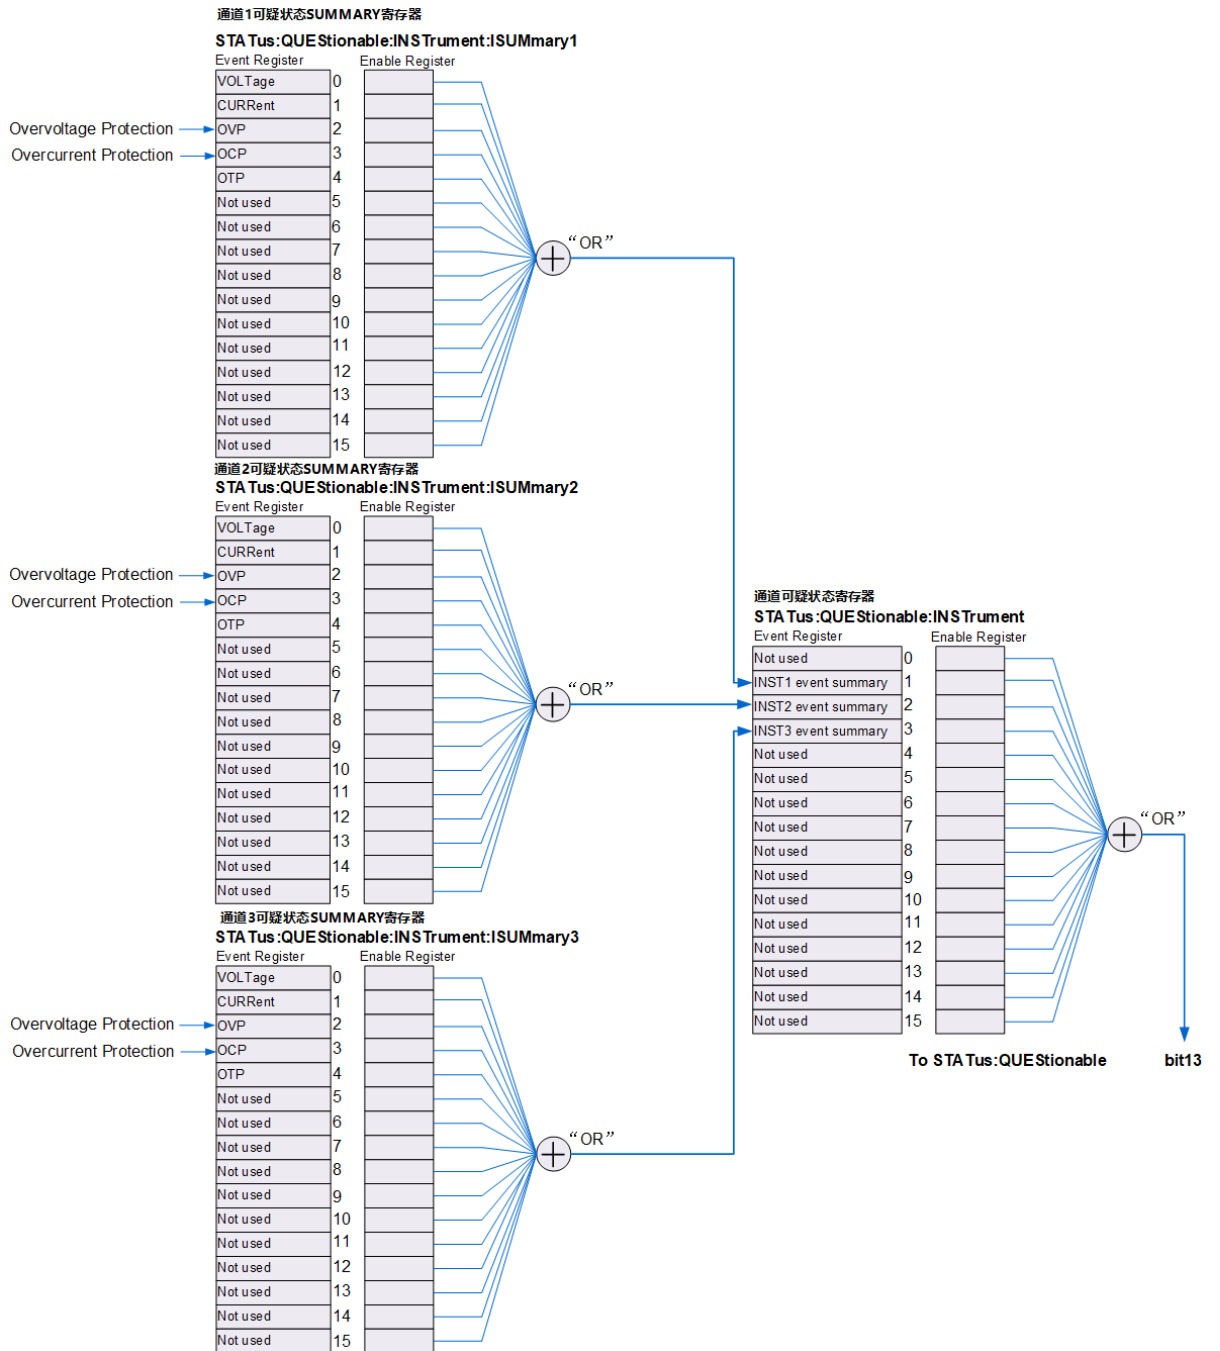 通道1可疑状态SUMMARY寄存器
STATus:QUEStionable:INSTrument:ISUMmary1
Event Register Enable Register
VOLTage 0
CURRent 1
Overvoltage Protection OVP 2
Overcurrent Protection OCP 3
OTP 4
Not used 5
Not used 6
Not used 7
“OR”
Not used 8
Not used 9
Not used 10
Not used 11
Not used 12
Not used 13
Not used 14
Not used 15
通道2可疑状态SUMMARY寄存器
STATus:QUEStionable:INSTrument:ISUMmary2
Event Register Enable Register
VOLTage 0
CURRent 1
Overvoltage Protection OVP 2
Overcurrent Protection OCP 3
OTP 4
Not used 5
Not used 6
Not used 7
“OR”
Not used 8
Not used 9
Not used 10
Not used 11
Not used 12
Not used 13
Not used 14
Not used 15
通道3可疑状态SUMMARY寄存器
STATus:QUEStionable:INSTrument:ISUMmary3
Event Register Enable Register
VOLTage 0
CURRent 1
Overvoltage Protection OVP 2
Overcurrent Protection OCP 3
OTP 4
Not used 5
Not used 6
Not used 7
“OR”
Not used 8
Not used 9
Not used 10
Not used 11
Not used 12
Not used 13
Not used 14
Not used 15
通道可疑状态寄存器
STATus:QUEStionable:INSTrument
Event Register Enable Register
Not used 0
INST1 event summary 1
INST2 event summary 2
INST3 event summary 3
Not used 4
Not used 5
Not used 6
“OR”
Not used 7
Not used 8
Not used 9
Not used 10
Not used 11
Not used 12
Not used 13
Not used 14
Not used 15
To STATus:QUEStionable bit13